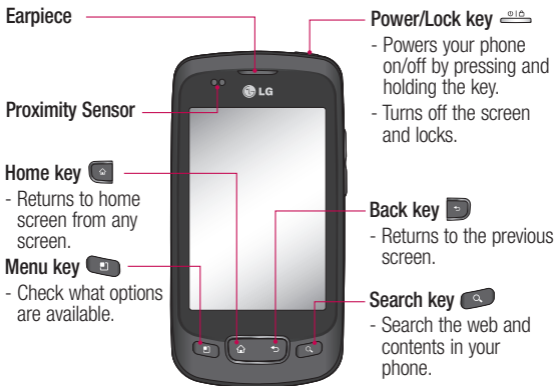 Earpiece
Proximity Sensor
Home key
- Returns to home
screen from any
screen.
Menu key
- Check what options
are available.
LG
Power/Lock key
- Powers your phone
on/off by pressing and
holding the key.
- Turns off the screen
and locks.
Back key
- Returns to the previous
screen.
Search key
- Search the web and
contents in your
phone.